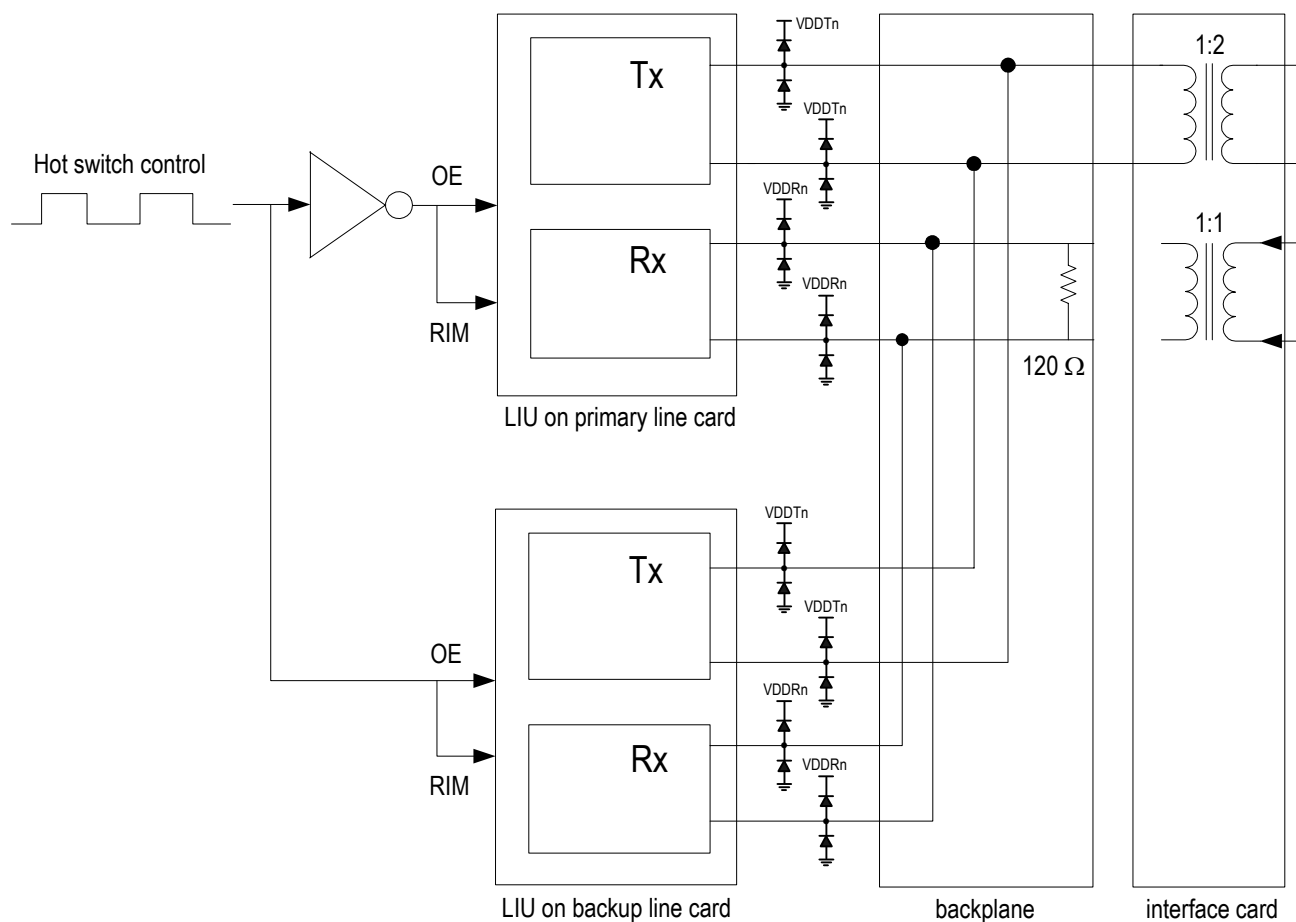 VDDTn
Tx
1:2
VDDTn
Hot switch control
OE
VDDRn
Rx
1:1
VDDRn
RIM
120 Ω
LIU on primary line card
VDDTn
Tx
VDDTn
OE
VDDRn
Rx
VDDRn
RIM
LIU on backup line card
backplane
interface card